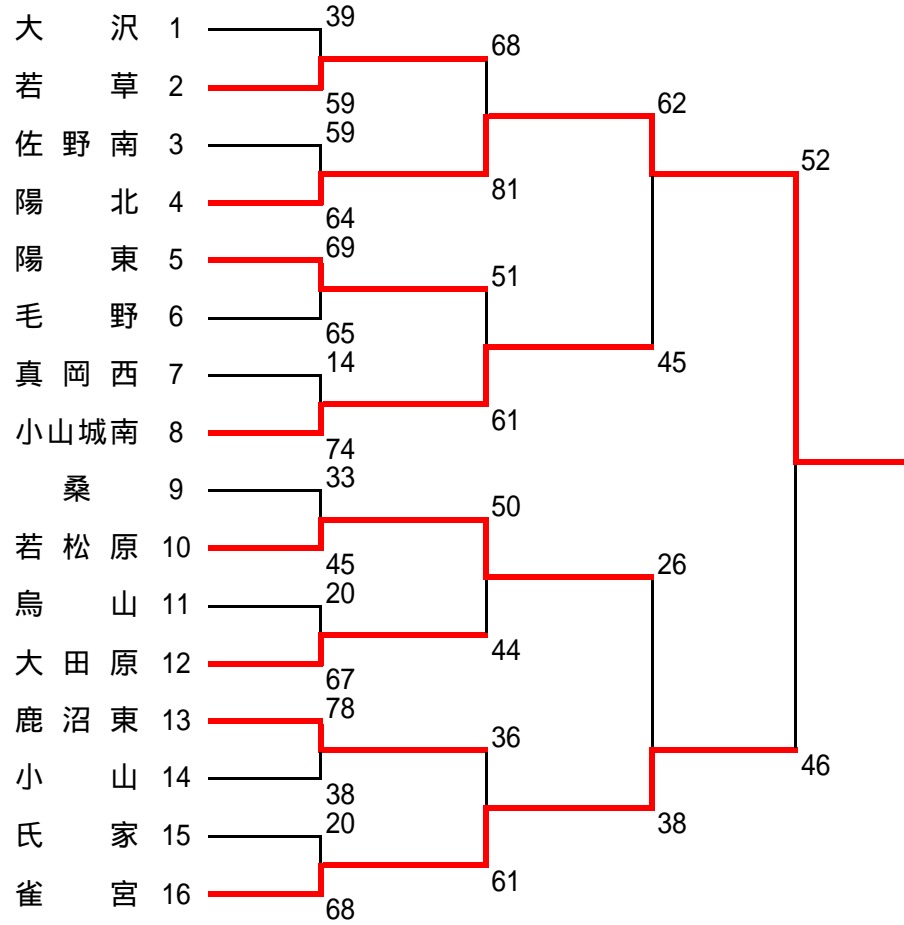 大沢 1 39
68
若草 2 59
62
佐野南 3 59
52
陽北 4 64
81
陽東 5 69
51
毛野 6 65
45
真岡西 7 14
61
小山城南 8 74
桑 9 33
50
若松原 10 45
26
烏山 11 20
44
大田原 12 67
鹿沼東 13 78
36
小山 14 38
46
氏家 15 20
38
雀宮 16 68
61